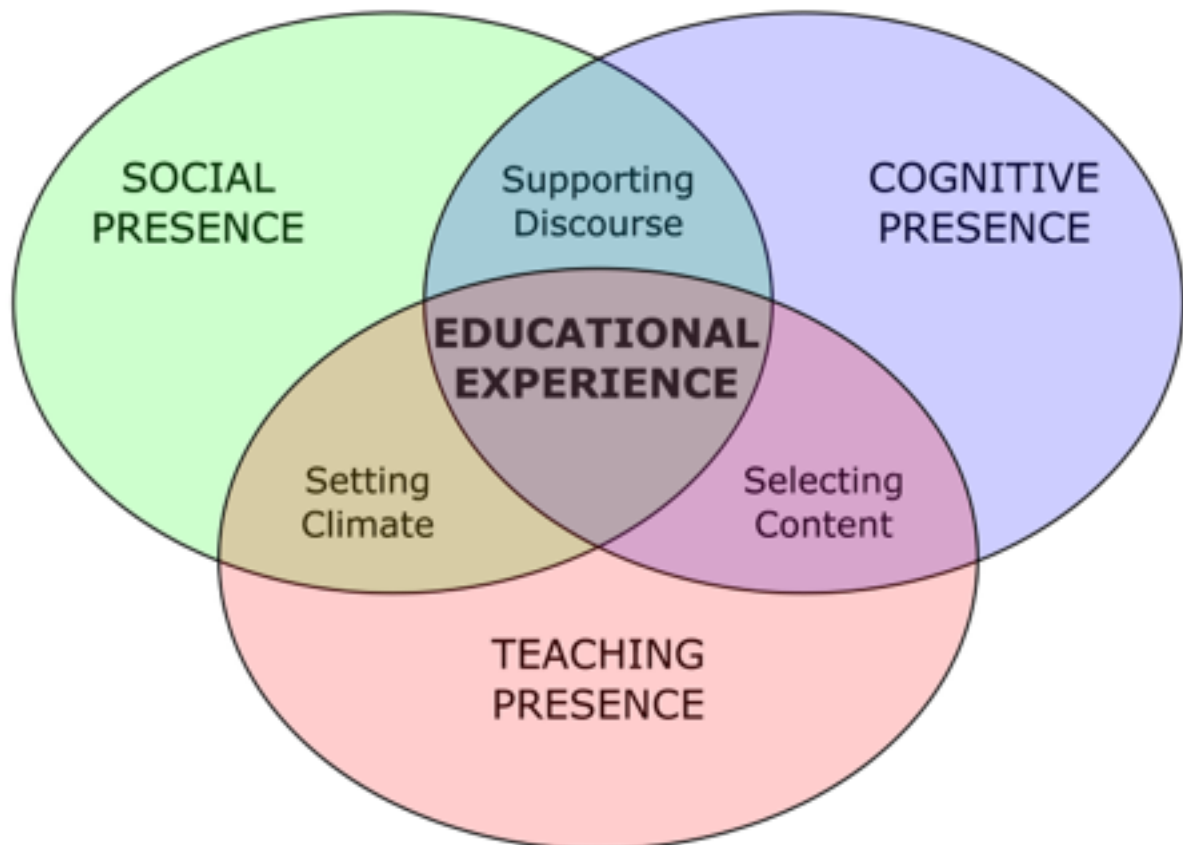 SOCIAL
PRESENCE
Supporting
Discourse
COGNITIVE
PRESENCE
EDUCATIONAL
EXPERIENCE
Setting
Climate
Selecting
Content
TEACHING
PRESENCE